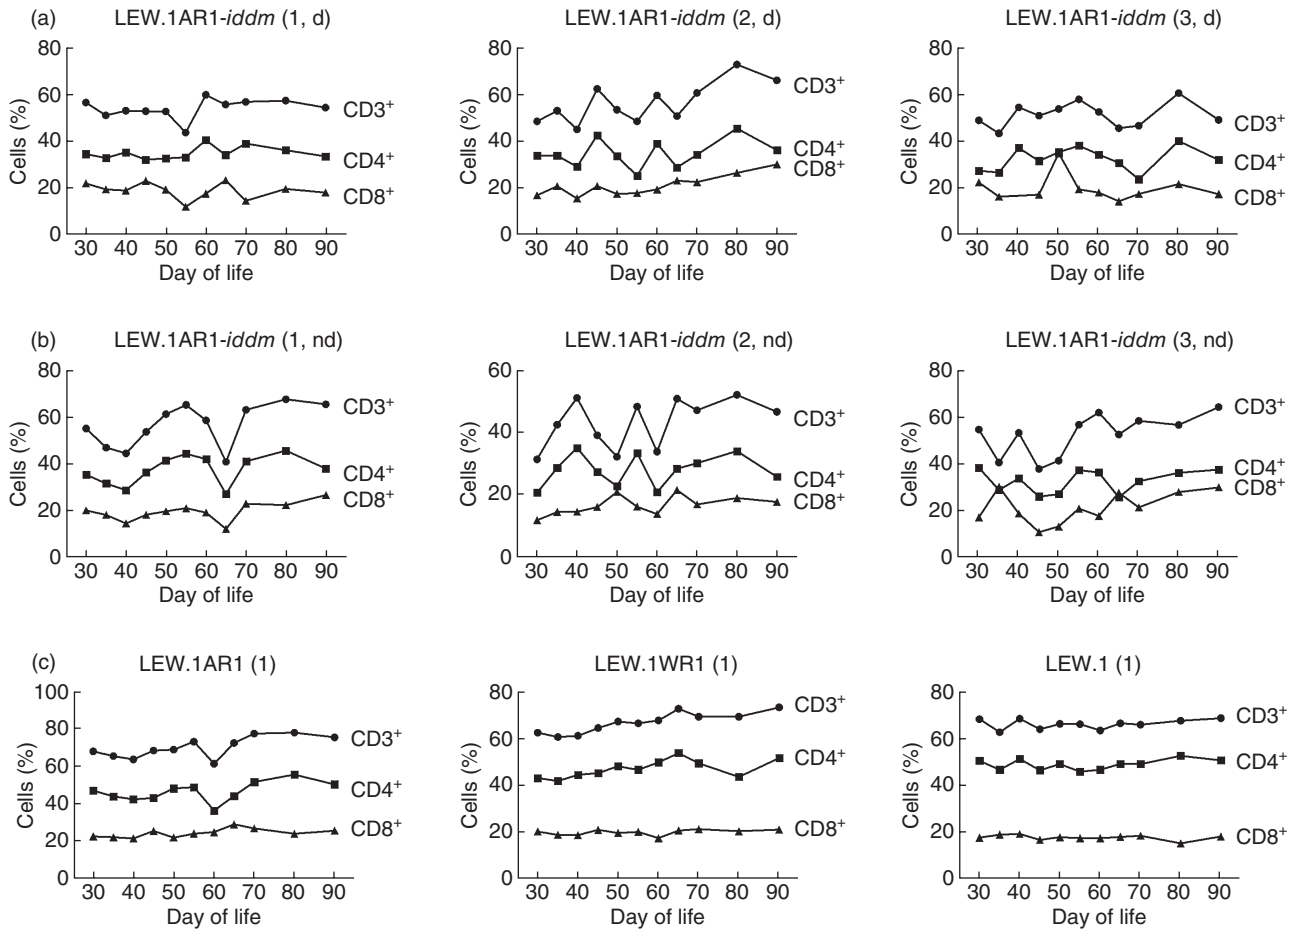 (a)
LEW.1AR1-iddm (1, d)
80
60
40
20
0
Cells (%)
CD3+
CD4+
CD8+
30 40 50 60 70 80 90
Day of life
LEW.1AR1-iddm (2, d)
80
60
40
20
0
Cells (%)
CD3+
CD4+
CD8+
30 40 50 60 70 80 90
Day of life
LEW.1AR1-iddm (3, d)
80
60
40
20
0
Cells (%)
CD3+
CD4+
CD8+
30 40 50 60 70 80 90
Day of life
(b)
LEW.1AR1-iddm (1, nd)
80
60
40
20
0
Cells (%)
CD3+
CD4+
CD8+
30 40 50 60 70 80 90
Day of life
LEW.1AR1-iddm (2, nd)
60
40
20
0
Cells (%)
CD3+
CD4+
CD8+
30 40 50 60 70 80 90
Day of life
LEW.1AR1-iddm (3, nd)
80
60
40
20
0
Cells (%)
CD3+
CD4+
CD8+
30 40 50 60 70 80 90
Day of life
(c)
LEW.1AR1 (1)
100
80
60
40
20
0
Cells (%)
CD3+
CD4+
CD8+
30 40 50 60 70 80 90
Day of life
LEW.1WR1 (1)
80
60
40
20
0
Cells (%)
CD3+
CD4+
CD8+
30 40 50 60 70 80 90
Day of life
LEW.1 (1)
80
60
40
20
0
Cells (%)
CD3+
CD4+
CD8+
30 40 50 60 70 80 90
Day of life